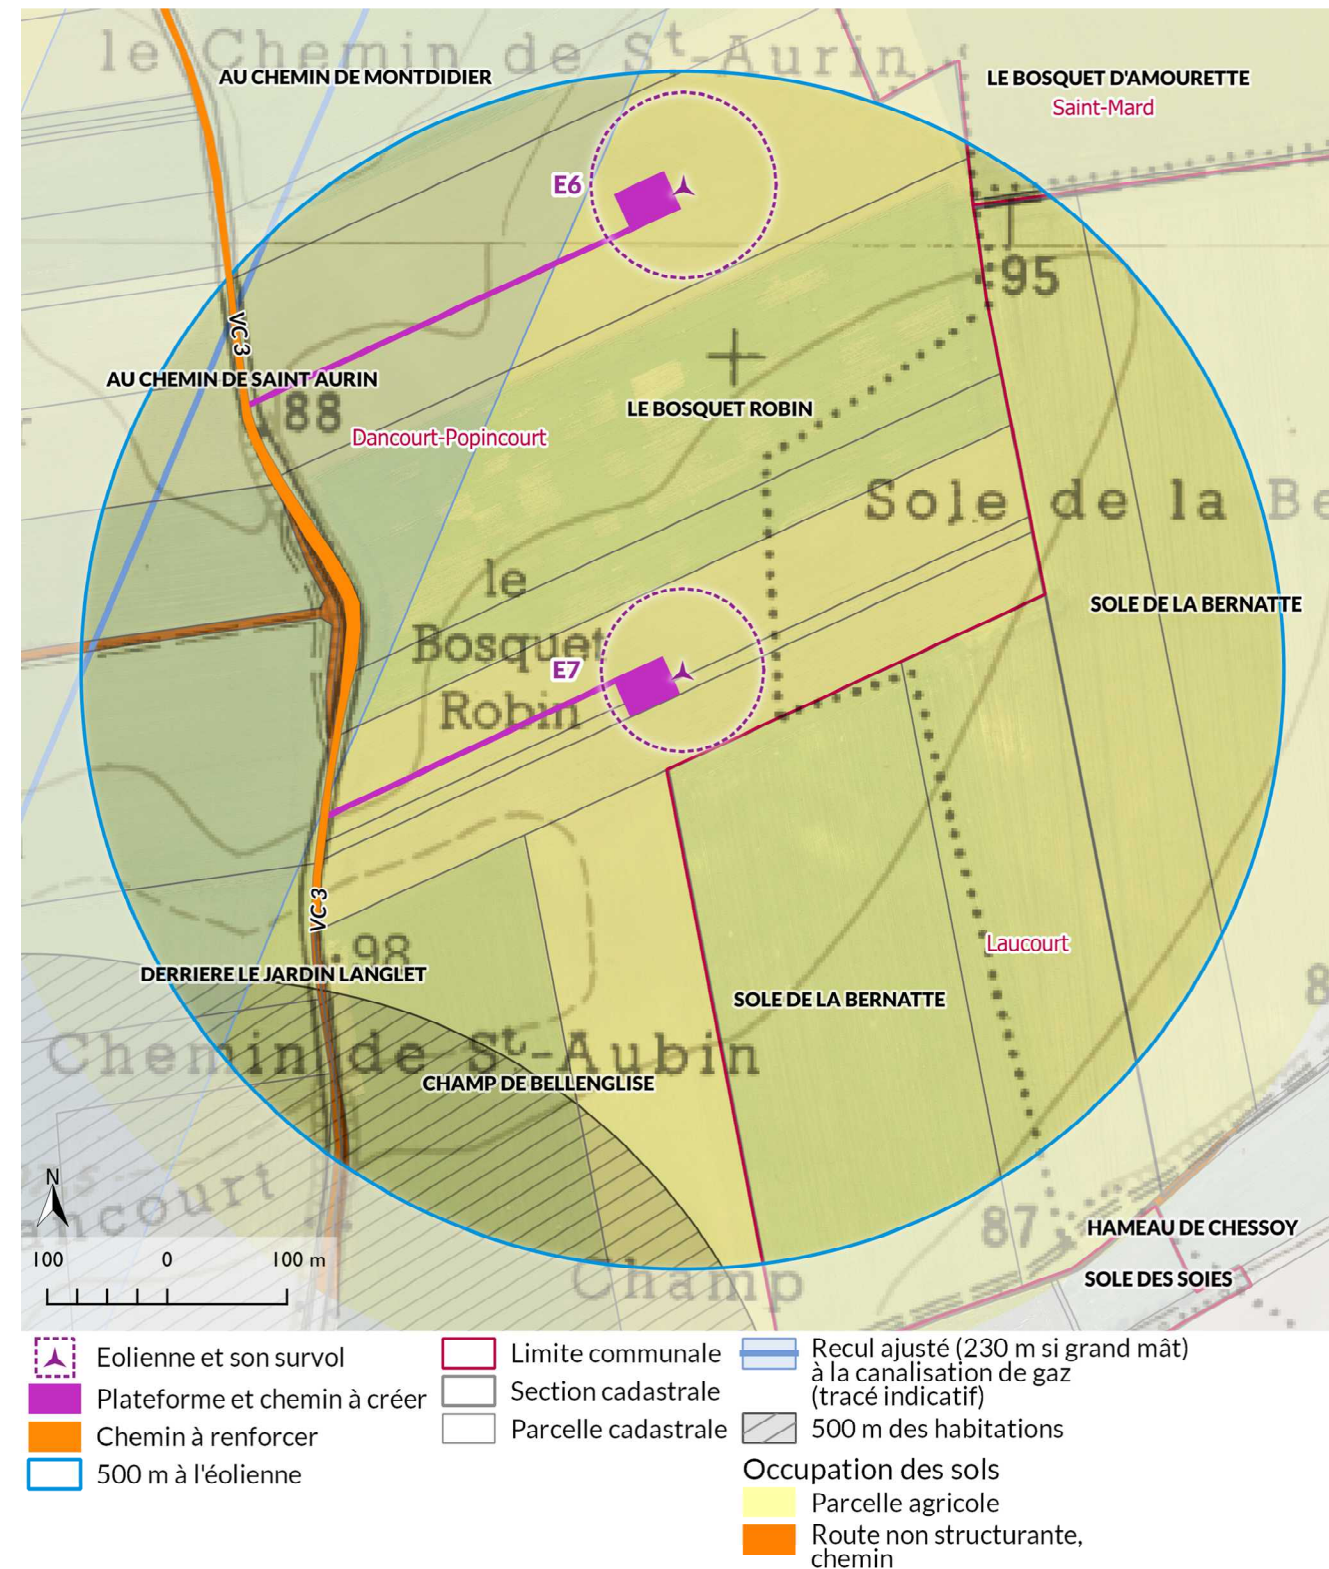 le Chemin de St-Aurin
AU CHEMIN DE MONTDIDIER
LE BOSQUET D'AMOURETTE
Saint-Mard
E6
95
VC 3
AU CHEMIN DE SAINT AURIN
88
LE BOSQUET ROBIN
Dancourt-Popincourt
Sole de la Be
le
Bosquet
Robin
SOLE DE LA BERNATTE
E7
VC 3
98
Laucourt
DERRIERE LE JARDIN LANGLET
SOLE DE LA BERNATTE
8
Chemin de St-Aubin
CHAMP DE BELLENGLISE
N
ancourt
87
HAMEAU DE CHESSOY
100 0 100 m
Champ
SOLE DES SOIES
Eolienne et son survol
Plateforme et chemin à créer
Chemin à renforcer
500 m à l'éolienne
Limite communale
Section cadastrale
Parcelle cadastrale
Recul ajusté (230 m si grand mât)
à la canalisation de gaz
(tracé indicatif)
500 m des habitations
Occupation des sols
Parcelle agricole
Route non structurante,
chemin